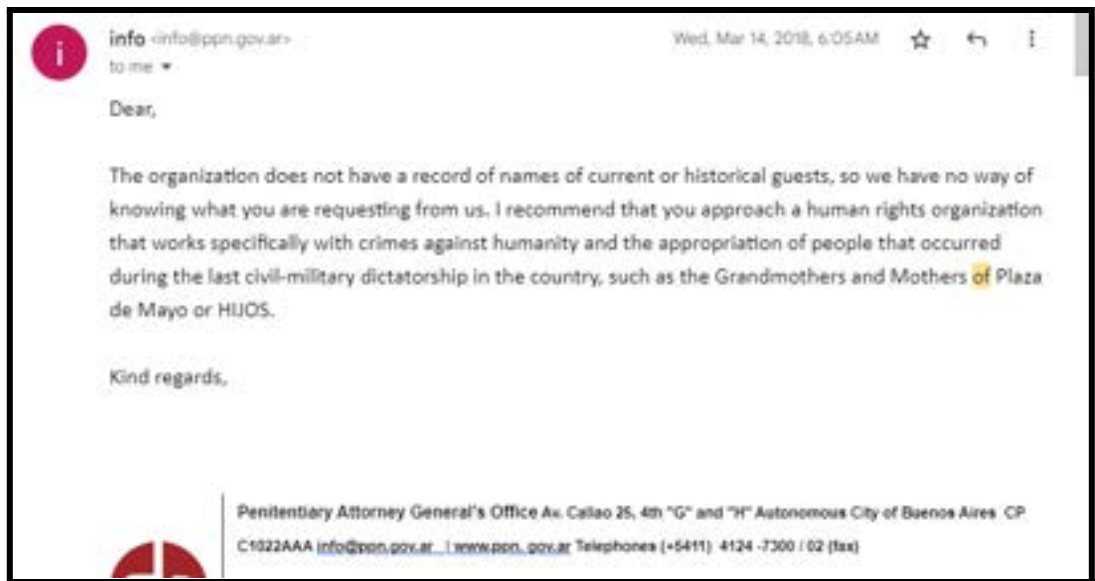 i
info <info@ppn.gov.ar>
Wed, Mar 14, 2018, 6:05 AM
to me
Dear,
The organization does not have a record of names of current or historical guests, so we have no way of
knowing what you are requesting from us. I recommend that you approach a human rights organization
that works specifically with crimes against humanity and the appropriation of people that occurred
during the last civil-military dictatorship in the country, such as the Grandmothers and Mothers of Plaza
de Mayo or HIJOS.
Kind regards,
Penitentiary Attorney General's Office Av. Callao 25, 4th "G" and "H" Autonomous City of Buenos Aires CP
C1022AAA info@ppn.gov.ar | www.ppn. gov.ar Telephones (+5411) 4124 -7300 / 02 (fax)